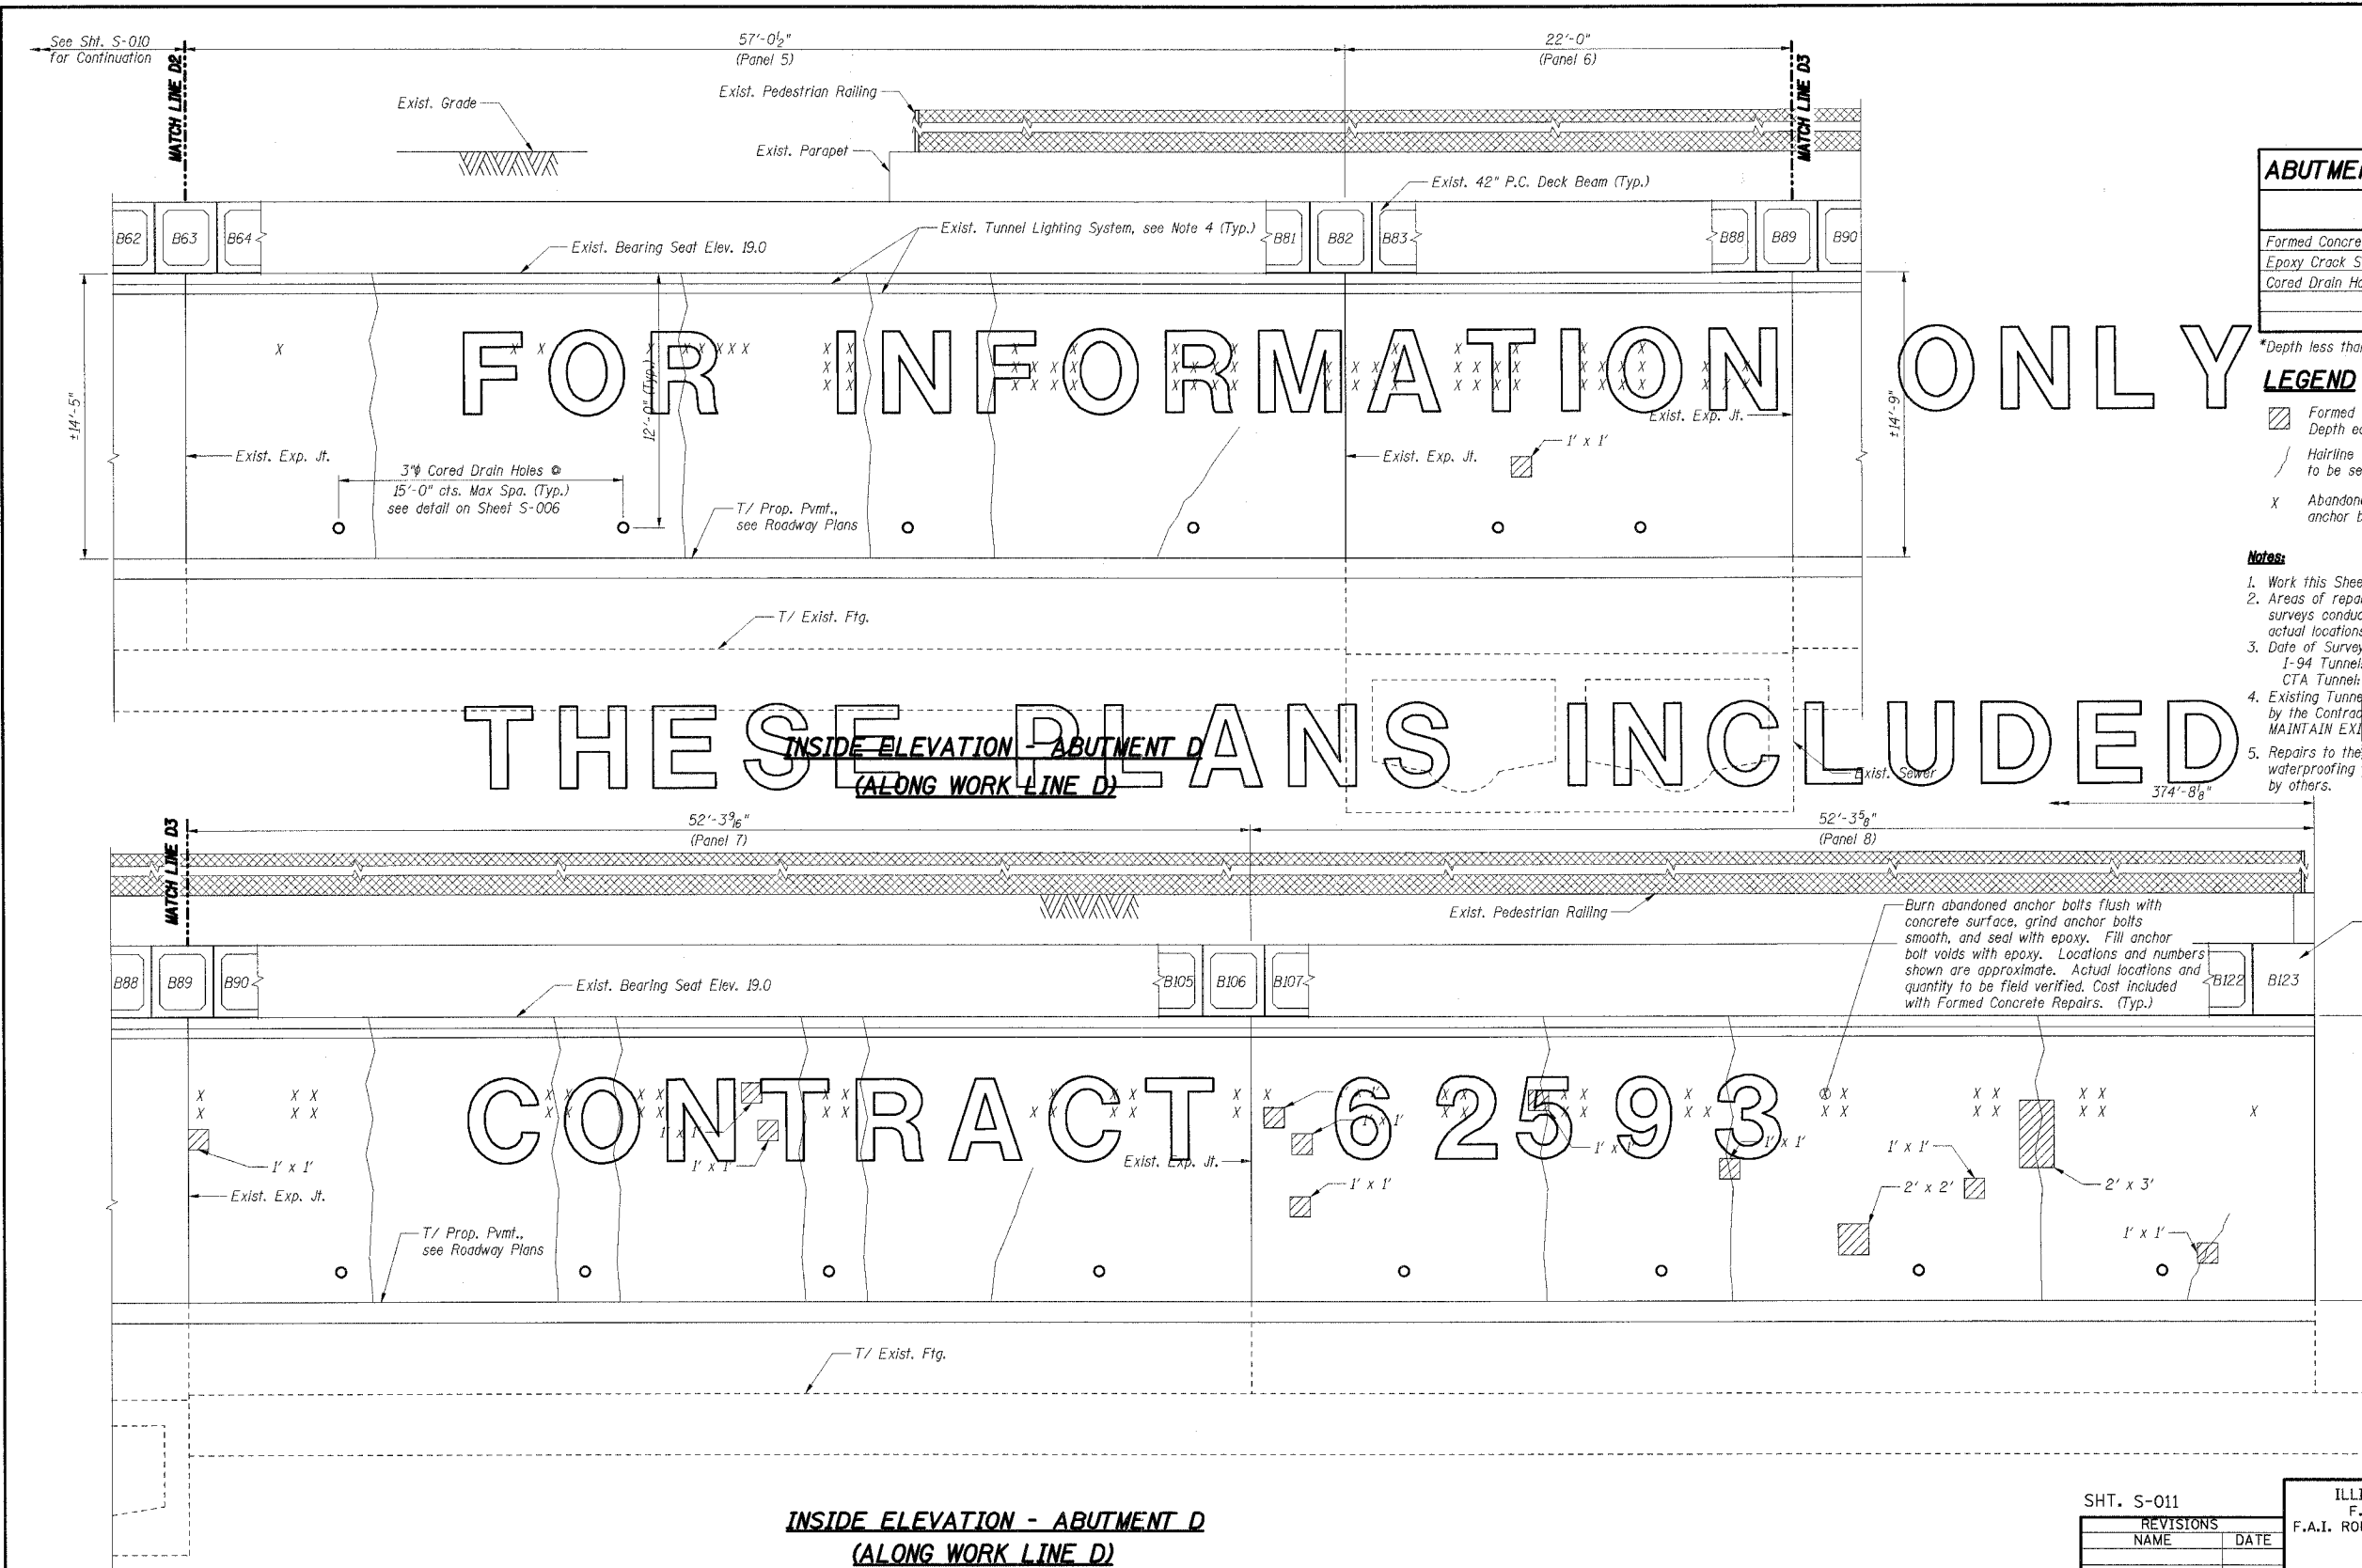 See Sht. S-010
for Continuation
MATCH LINE D2
57'-0½"
(Panel 5)
22'-0"
(Panel 6)
MATCH LINE D3
Exist. Grade
Exist. Pedestrian Railing
Exist. Parapet
Exist. 42" P.C. Deck Beam (Typ.)
B62
B63
B64
Exist. Bearing Seat Elev. 19.0
Exist. Tunnel Lighting System, see Note 4 (Typ.)
B81
B82
B83
B88
B89
B90
FOR INFORMATION ONLY
±14'-5"
12'-0" (Typ.)
±14'-9"
Exist. Exp. Jt.
3"φ Cored Drain Holes @
15'-0" cts. Max Spa. (Typ.)
see detail on Sheet S-006
T/ Prop. Pvmt.,
see Roadway Plans
Exist. Exp. Jt.
1' x 1'
Exist. Exp. Jt.
T/ Exist. Ftg.
ABUTME
Formed Concre
Epoxy Crack S
Cored Drain Ho
*Depth less tha
LEGEND
Formed
Depth e
Hairline
to be se
X Abandon
anchor b
Notes:
1. Work this Shee
2. Areas of repa
surveys conduc
actual locations
3. Date of Survey
I-94 Tunnel:
CTA Tunnel:
4. Existing Tunne
by the Contrac
MAINTAIN EXI
5. Repairs to the
waterproofing
by others.
THESE PLANS INCLUDED
INSIDE ELEVATION - ABUTMENT D
(ALONG WORK LINE D)
Exist. Sewer
374'-8⅛"
MATCH LINE D3
52'-3⁹⁄₁₆"
(Panel 7)
52'-3⅝"
(Panel 8)
Exist. Pedestrian Railing
Burn abandoned anchor bolts flush with
concrete surface, grind anchor bolts
smooth, and seal with epoxy. Fill anchor
bolt voids with epoxy. Locations and numbers
shown are approximate. Actual locations and
quantity to be field verified. Cost included
with Formed Concrete Repairs. (Typ.)
B88
B89
B90
Exist. Bearing Seat Elev. 19.0
B105
B106
B107
B122
B123
CONTRACT 62593
1' x 1'
1' x 1'
1' x 1'
Exist. Exp. Jt.
Exist. Exp. Jt.
1' x 1'
1' x 1'
1' x 1'
1' x 1'
1' x 1'
1' x 1'
2' x 2'
2' x 3'
1' x 1'
T/ Prop. Pvmt.,
see Roadway Plans
T/ Exist. Ftg.
INSIDE ELEVATION - ABUTMENT D
(ALONG WORK LINE D)
SHT. S-011
REVISIONS
NAME DATE
ILLI
F.
F.A.I. RO